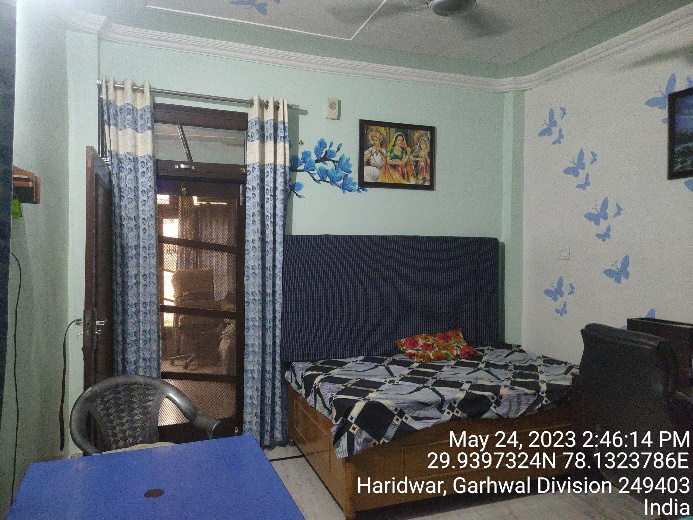 May 24, 2023 2:46:14 PM
29.9397324N 78.1323786E
Haridwar, Garhwal Division 249403
India